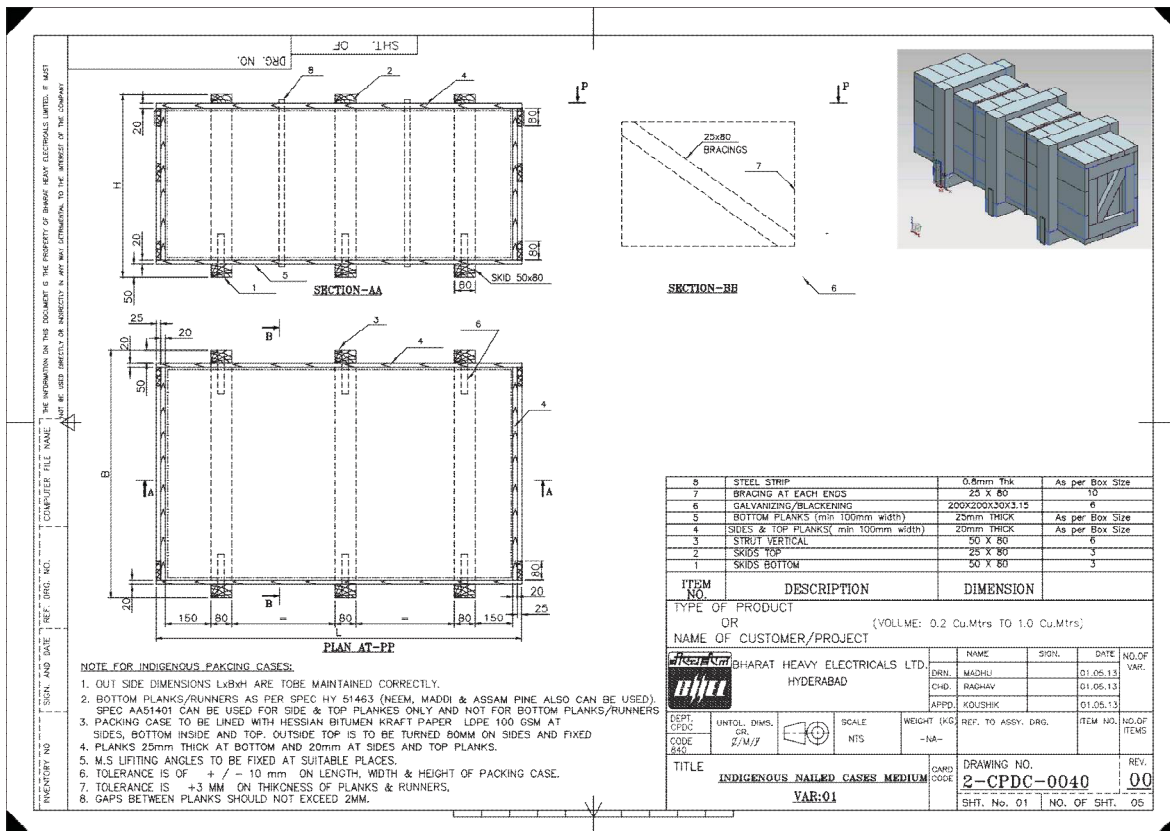 SHT. OF
DRG. NO.
THE INFORMATION ON THIS DOCUMENT IS THE PROPERTY OF BHARAT HEAVY ELECTRICALS LIMITED. IT MUST
NOT BE USED DIRECTLY OR INDIRECTLY IN ANY WAY DETRIMENTAL TO THE INTEREST OF THE COMPANY
COMPUTER FILE NAME
REF. DRG. NO.
SIGN. AND DATE
INVENTORY NO
8
2
4
P
P
20
80
H
20
80
50
1
5
SKID 50x80
80
SECTION-AA
25x80
BRACINGS
7
6
SECTION-BB
25
20
B
3
6
20
4
50
4
B
A
A
80
20
B
20
25
150
80
=
80
=
80
150
L
PLAN AT-PP
NOTE FOR INDIGENOUS PAKCING CASES:
1. OUT SIDE DIMENSIONS LxBxH ARE TOBE MAINTAINED CORRECTLY.
2. BOTTOM PLANKS/RUNNERS AS PER SPEC HY 51463 (NEEM, MADDI & ASSAM PINE ALSO CAN BE USED).
SPEC AA51401 CAN BE USED FOR SIDE & TOP PLANKS ONLY AND NOT FOR BOTTOM PLANKS/RUNNERS
3. PACKING CASE TO BE LINED WITH HESSIAN BITUMEN KRAFT PAPER LDPE 100 GSM AT
SIDES, BOTTOM INSIDE AND TOP. OUTSIDE TOP IS TO BE TURNED 80MM ON SIDES AND FIXED
4. PLANKS 25mm THICK AT BOTTOM AND 20mm AT SIDES AND TOP PLANKS.
5. M.S LIFITING ANGLES TO BE FIXED AT SUITABLE PLACES.
6. TOLERANCE IS OF + / - 10 mm ON LENGTH, WIDTH & HEIGHT OF PACKING CASE.
7. TOLERANCE IS +3 MM ON THIKCNESS OF PLANKS & RUNNERS.
8. GAPS BETWEEN PLANKS SHOULD NOT EXCEED 2MM.
8 STEEL STRIP 0.8mm Thk As per Box Size
7 BRACING AT EACH ENDS 25 X 80 10
6 GALVANIZING/BLACKENING 200X200X30X3.15 6
5 BOTTOM PLANKS (min 100mm width) 25mm THICK As per Box Size
4 SIDES & TOP PLANKS( min 100mm width) 20mm THICK As per Box Size
3 STRUT VERTICAL 50 X 80 6
2 SKIDS TOP 25 X 80 3
1 SKIDS BOTTOM 50 X 80 3
ITEM NO. DESCRIPTION DIMENSION
TYPE OF PRODUCT
OR (VOLUME: 0.2 Cu.Mtrs TO 1.0 Cu.Mtrs)
NAME OF CUSTOMER/PROJECT
बीएचईएल
BHEL
BHARAT HEAVY ELECTRICALS LTD.
HYDERABAD
NAME SIGN. DATE NO.OF VAR.
DRN. MADHU 01.05.13
CHD. RAGHAV 01.05.13
APPD. KOUSHIK 01.05.13
DEPT. CPDC
CODE 840
UNTOL. DIMS. GR.
SCALE
NTS
WEIGHT (KG)
-NA-
REF. TO ASSY. DRG.
ITEM NO.
NO.OF ITEMS
TITLE
INDIGENOUS NAILED CASES MEDIUM
VAR:01
CARD CODE
DRAWING NO.
2-CPDC-0040
REV.
00
SHT. No. 01
NO. OF SHT. 05